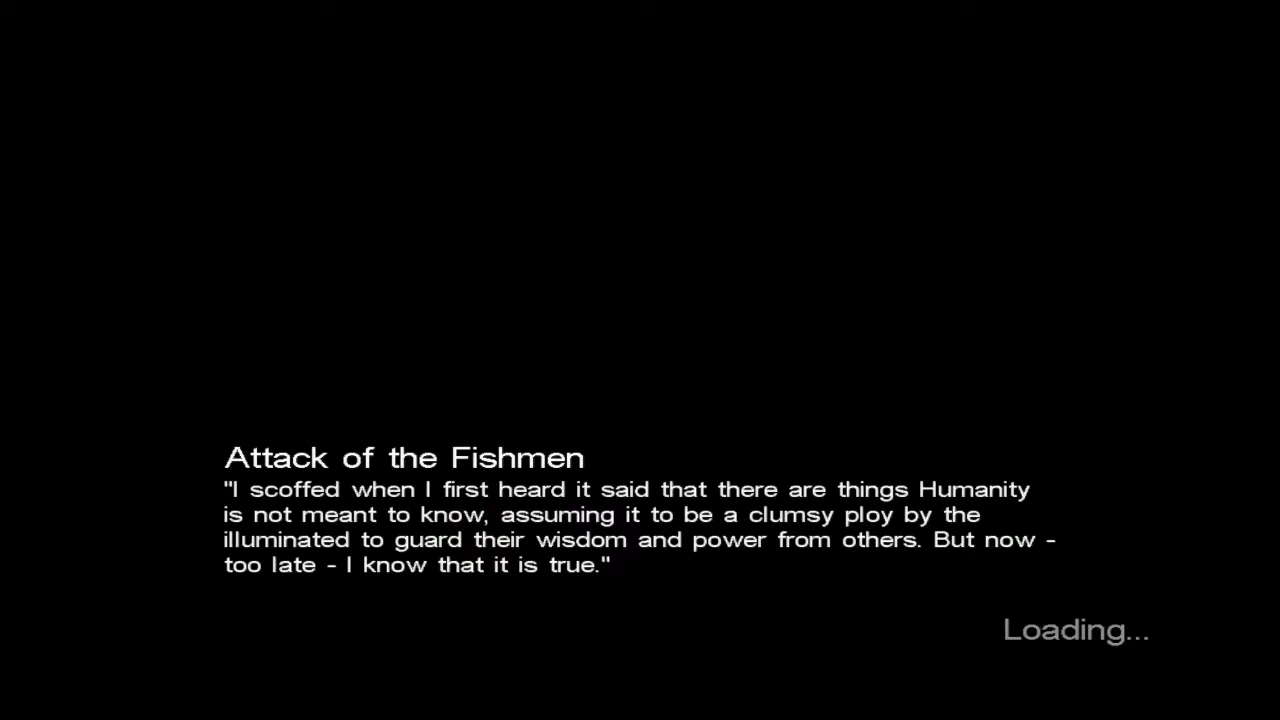 Attack of the Fishmen
"I scoffed when I first heard it said that there are things Humanity
is not meant to know, assuming it to be a clumsy ploy by the
illuminated to guard their wisdom and power from others. But now -
too late - I know that it is true."
Loading...